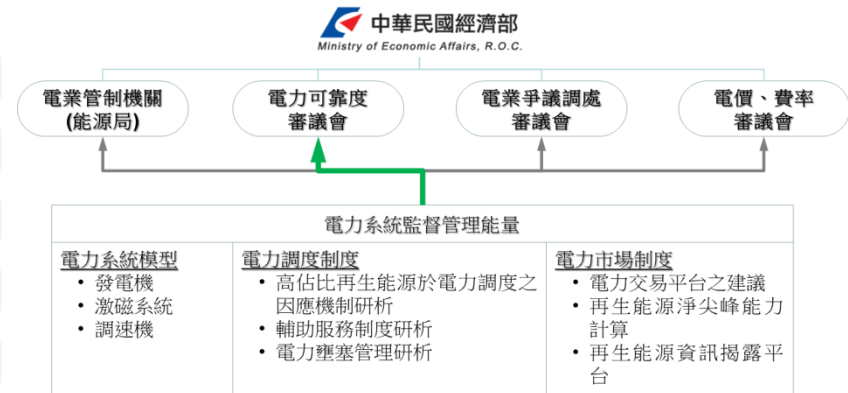 中華民國經濟部
Ministry of Economic Affairs, R.O.C.
電業管制機關
(能源局)
電力可靠度
審議會
電業爭議調處
審議會
電價、費率
審議會
電力系統監督管理能量
電力系統模型
• 發電機
• 激磁系統
• 調速機
電力調度制度
• 高佔比再生能源於電力調度之
因應機制研析
• 輔助服務制度研析
• 電力壅塞管理研析
電力市場制度
• 電力交易平台之建議
• 再生能源淨尖峰能力
計算
• 再生能源資訊揭露平
台